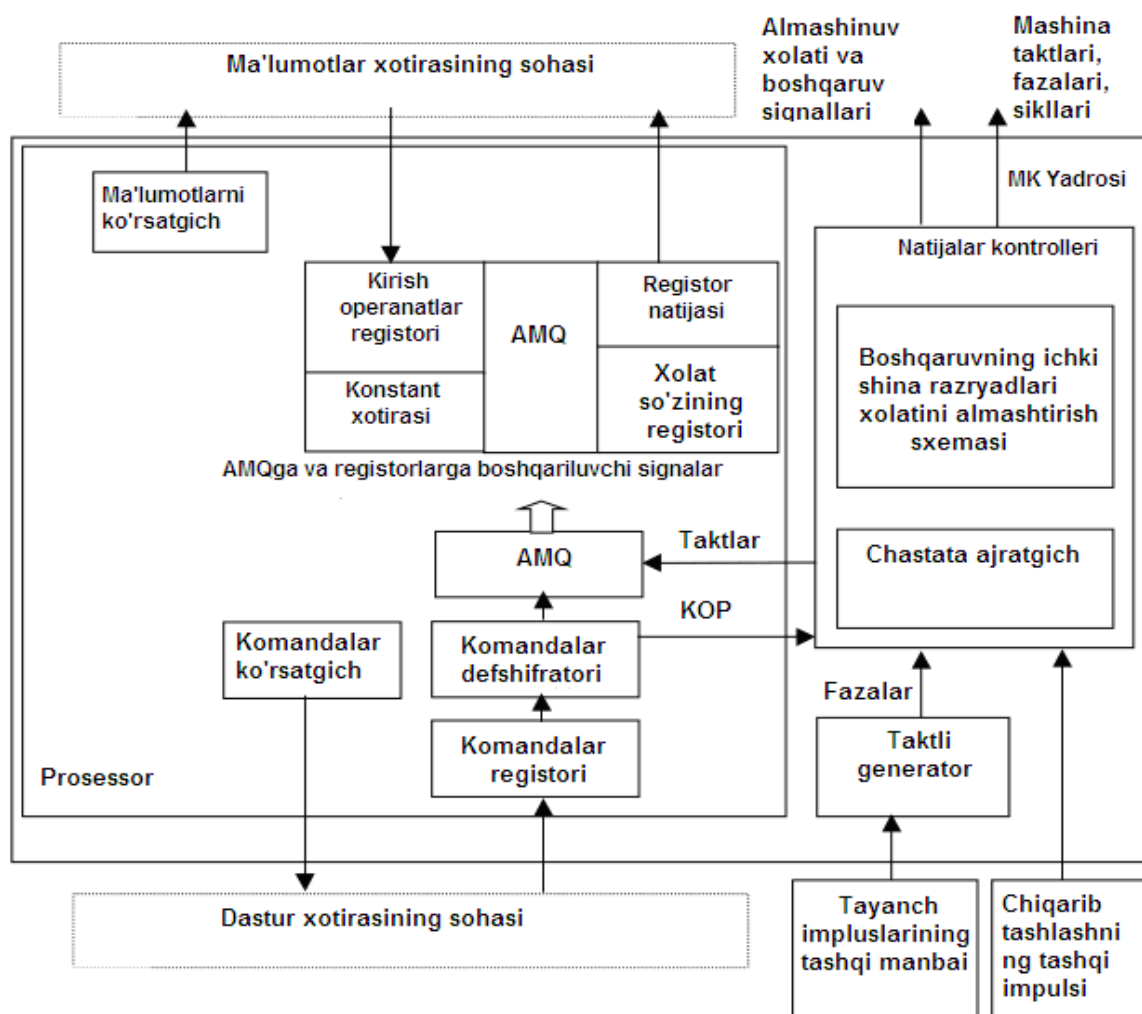 Ma'lumotlar xotirasining sohasi
Almashinuv
xolati va
boshqaruv
signallari
Mashina
taktlari,
fazalari,
sikllari
MK Yadrosi
Ma'lumotlarni
ko'rsatgich
Kirish
operanatlar
registori
Konstant
xotirasi
AMQ
Registor
natijasi
Xolat
so'zining
registori
AMQga va registorlarga boshqariluvchi signalar
Natijalar kontrolleri
Boshqaruvning ichki
shina razryadlari
xolatini almashtirish
sxemasi
Chastata ajratgich
AMQ
Taktlar
KOP
Komandalar
ko'rsatgich
Komandalar
defshifratori
Komandalar
registori
Prosessor
Fazalar
Taktli
generator
Dastur xotirasining sohasi
Tayanch
impluslarining
tashqi manbai
Chiqarib
tashlashni
ng tashqi
impulsi